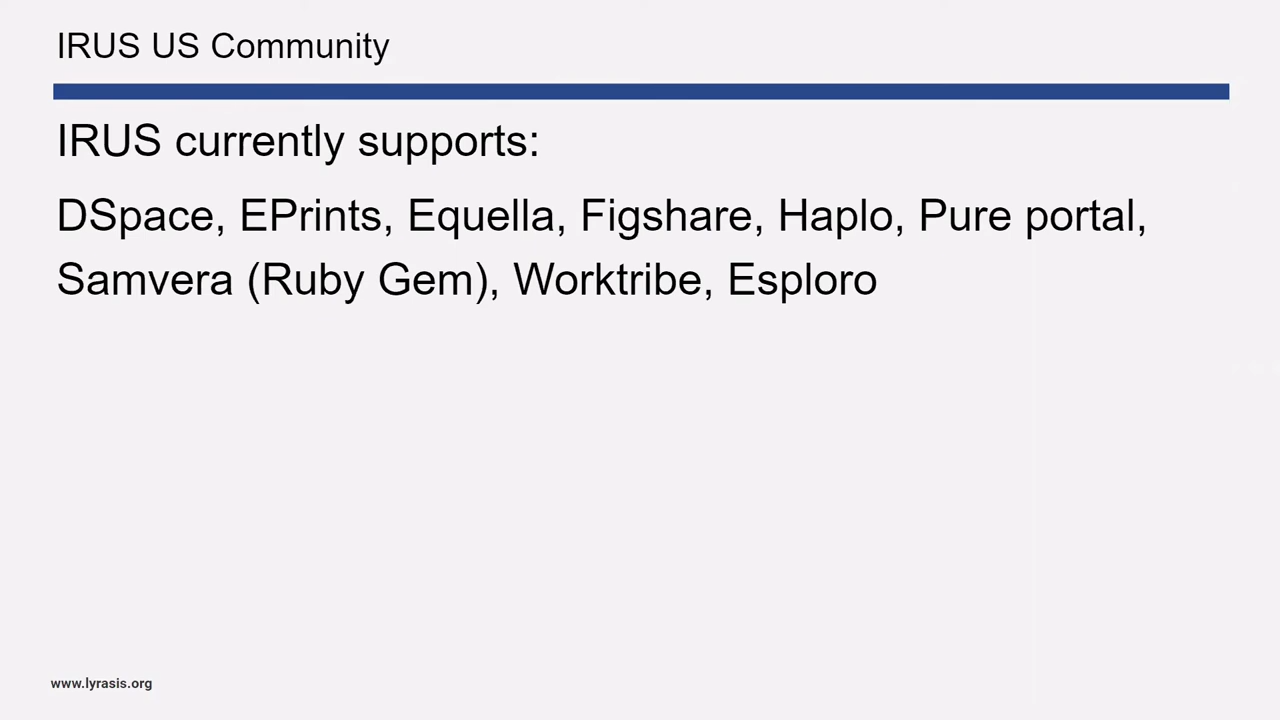 IRUS US Community
IRUS currently supports:
DSpace, EPrints, Equella, Figshare, Haplo, Pure portal,
Samvera (Ruby Gem), Worktribe, Esploro
www.lyrasis.org